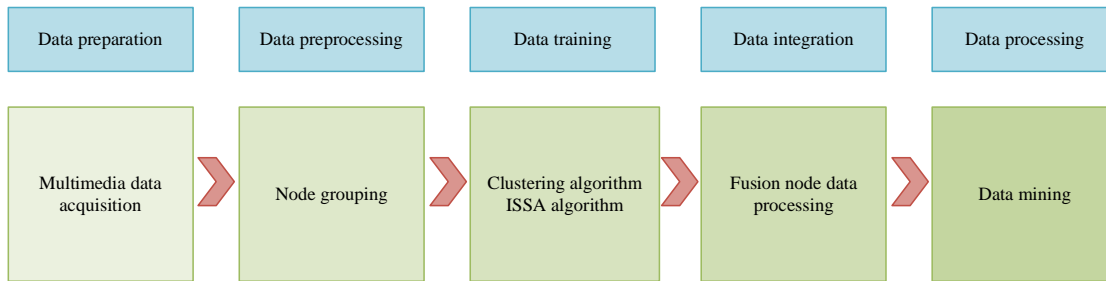 Data preparation
Data preprocessing
Data training
Data integration
Data processing
Multimedia data
acquisition
Node grouping
Clustering algorithm
ISSA algorithm
Fusion node data
processing
Data mining